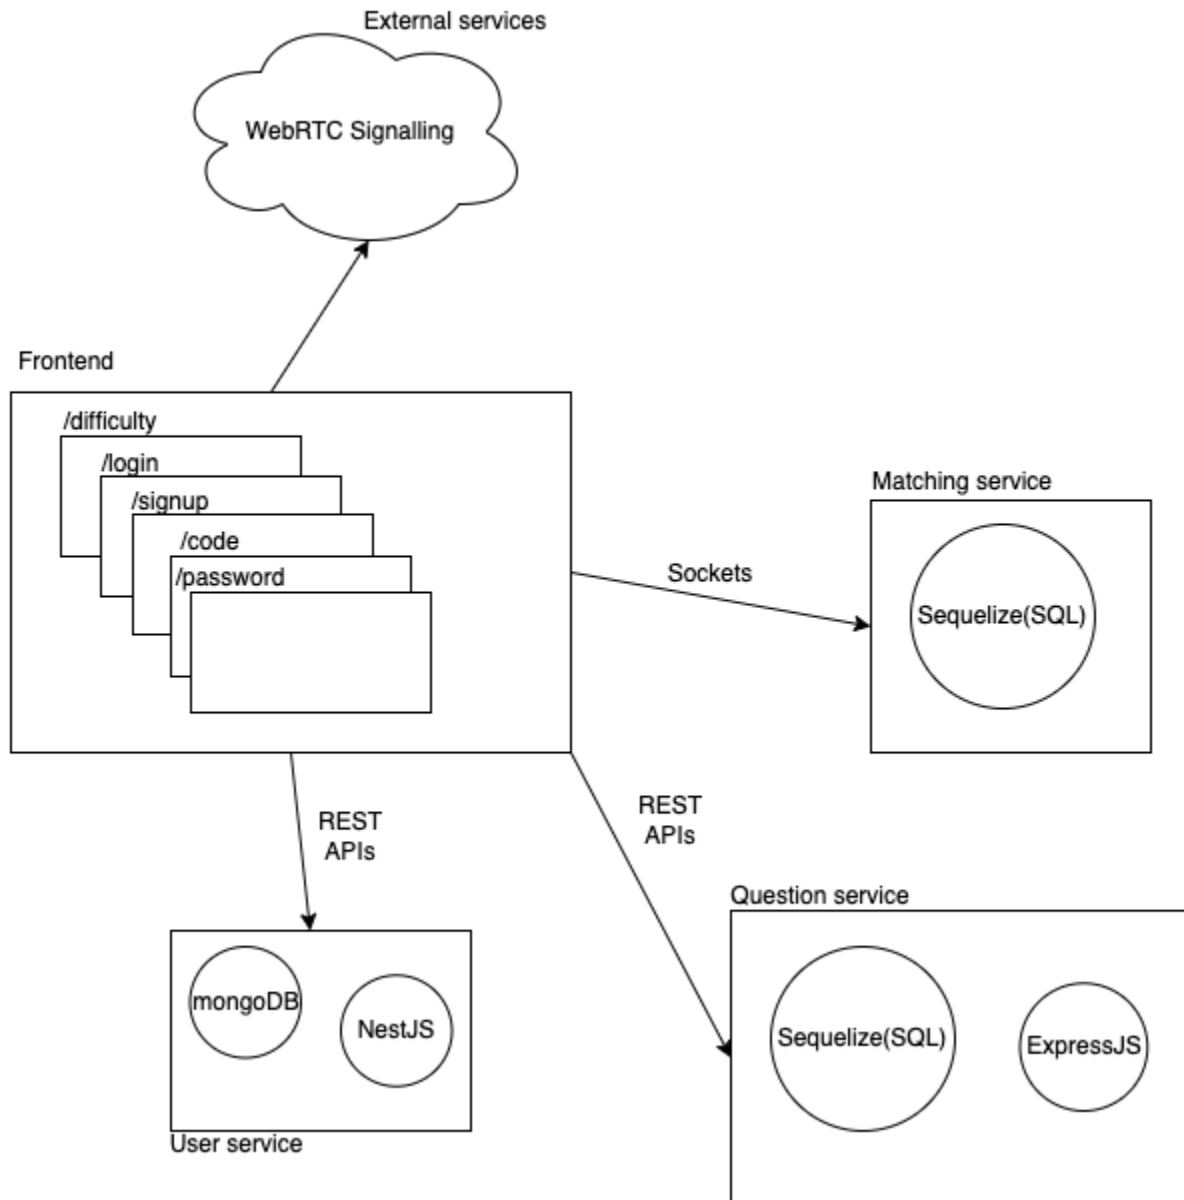 External services
WebRTC Signalling
Frontend
/difficulty
/login
/signup
/code
/password
Sockets
Matching service
Sequelize(SQL)
REST
APIs
REST
APIs
mongoDB
NestJS
User service
Question service
Sequelize(SQL)
ExpressJS